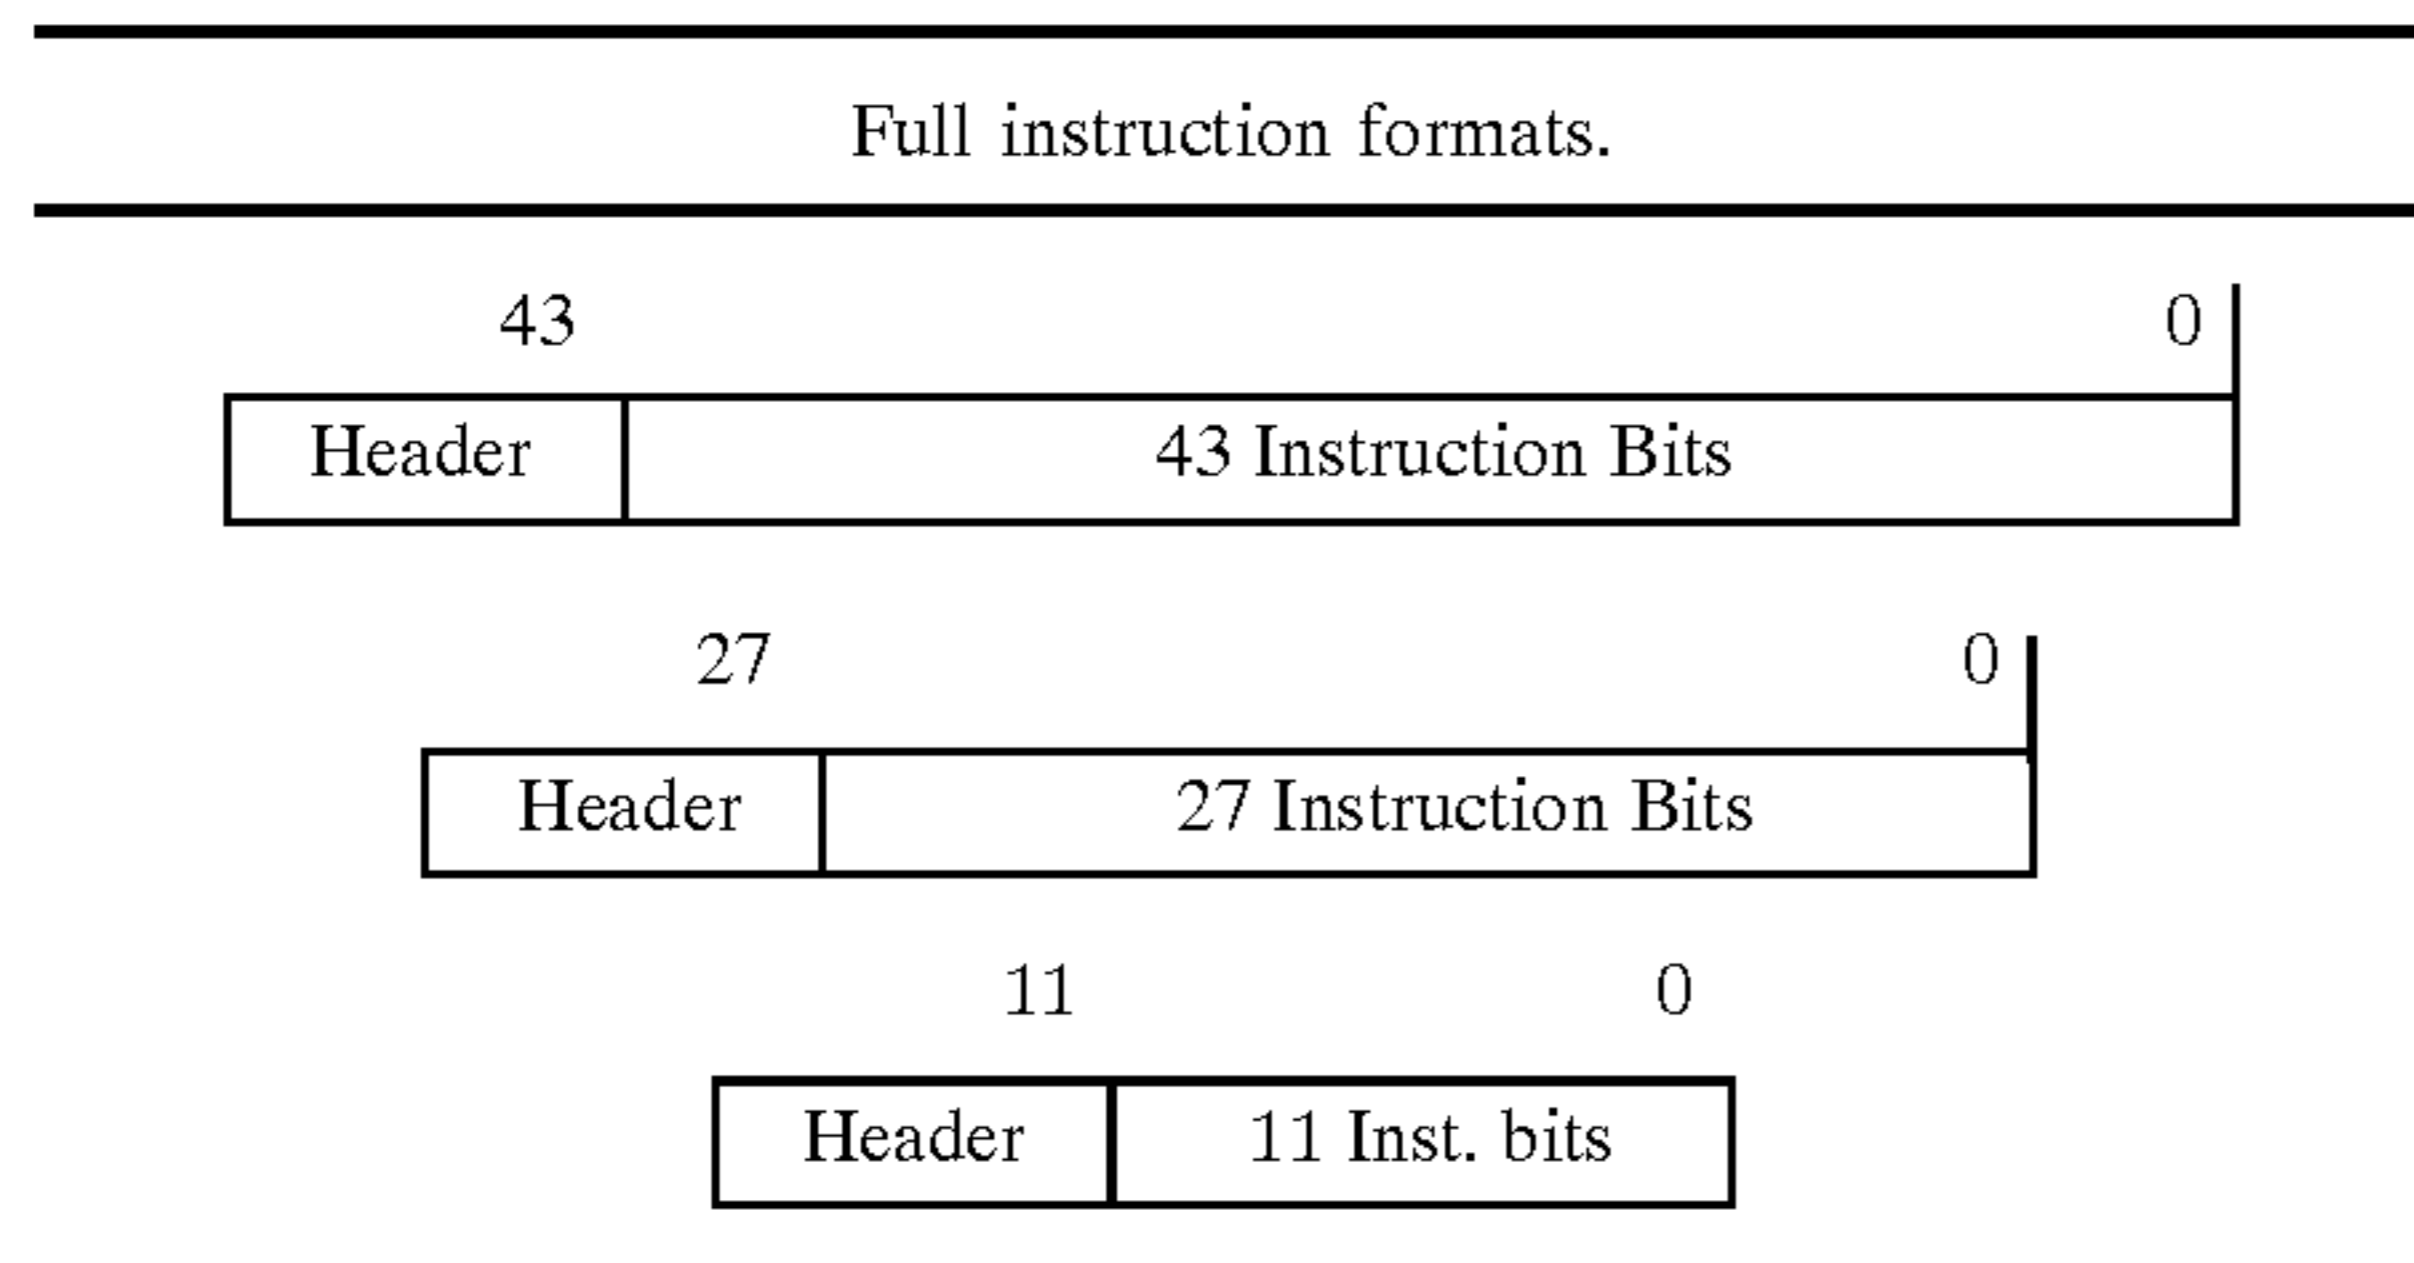 Full instruction formats.
43 0
Header 43 Instruction Bits
27 0
Header 27 Instruction Bits
11 0
Header 11 Inst. bits